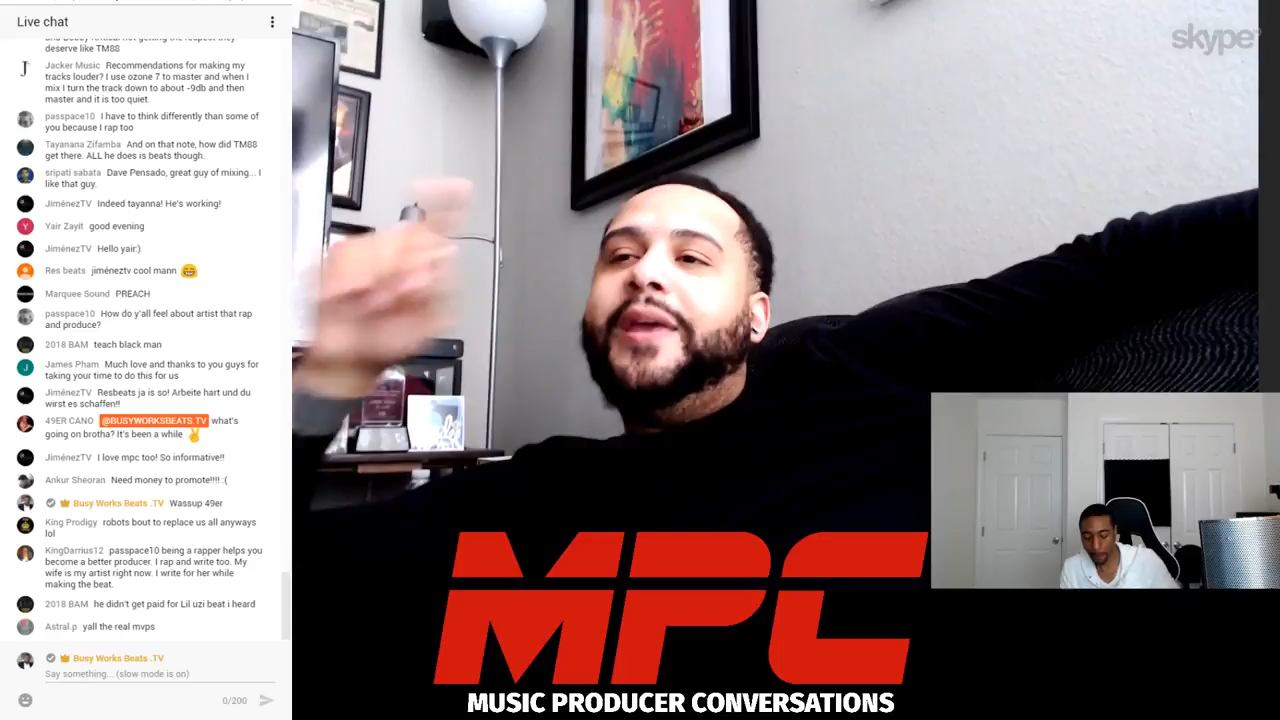 Live chat
and Bobby Kritical not getting the respect they
deserve like TM88
Jacker Music Recommendations for making my
tracks louder? I use ozone 7 to master and when I
mix I turn the track down to about -9db and then
master and it is too quiet.
passpace10 I have to think differently than some of
you because I rap too
Tayanana Zifamba And on that note, how did TM88
get there. ALL he does is beats though.
sripati sabata Dave Pensado, great guy of mixing... I
like that guy.
JiménezTV Indeed tayanna! He's working!
Y Yair Zayit good evening
JiménezTV Hello yair:)
Res beats jiméneztv cool mann 😄
Marquee Sound PREACH
passpace10 How do y'all feel about artist that rap
and produce?
2018 BAM teach black man
J James Pham Much love and thanks to you guys for
taking your time to do this for us
JiménezTV Resbeats ja is so! Arbeite hart und du
wirst es schaffen!!
49ER CANO @BUSYWORKSBEATS.TV what's
going on brotha? It's been a while ✌
JiménezTV I love mpc too! So informative!!
Ankur Sheoran Need money to promote!!!! :(
Busy Works Beats .TV Wassup 49er
King Prodigy robots bout to replace us all anyways
lol
KingDarrius12 passpace10 being a rapper helps you
become a better producer. I rap and write too. My
wife is my artist right now. I write for her while
making the beat.
2018 BAM he didn't get paid for Lil uzi beat i heard
Astral.p yall the real mvps
Busy Works Beats .TV
Say something... (slow mode is on)
0/200
skype
MPC
MUSIC PRODUCER CONVERSATIONS